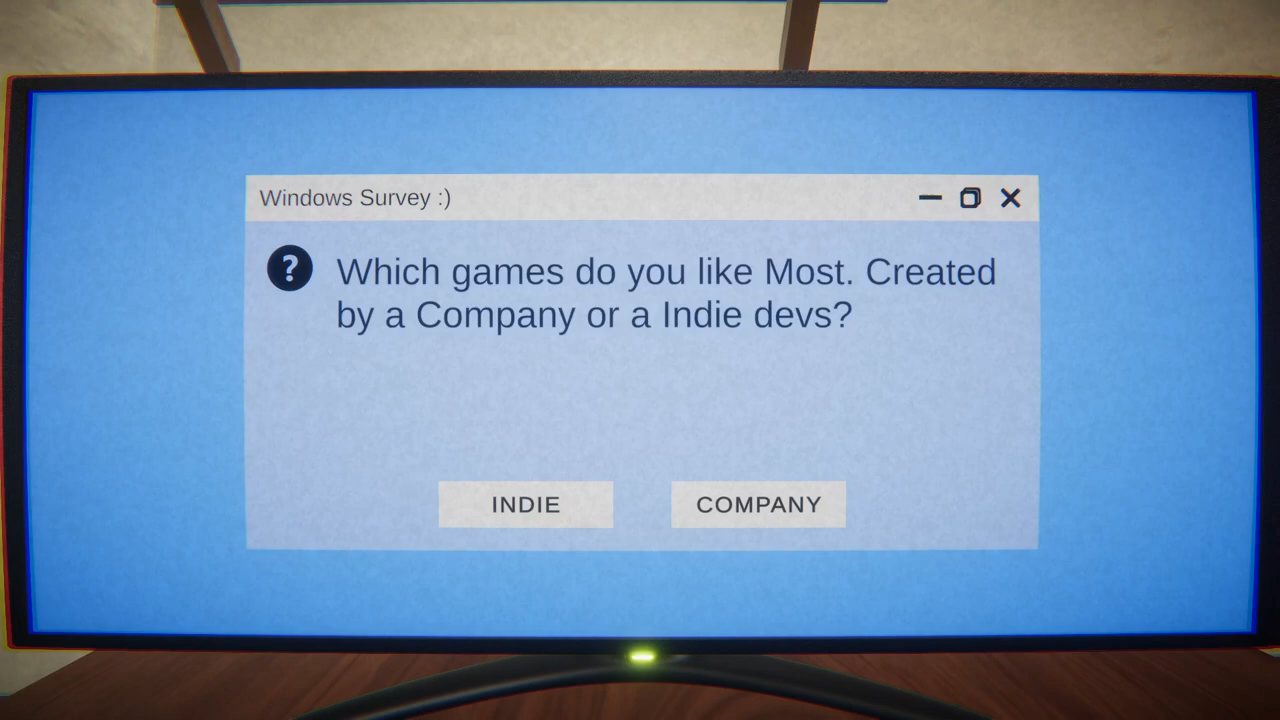 Windows Survey :)
Which games do you like Most. Created
by a Company or a Indie devs?
INDIE
COMPANY